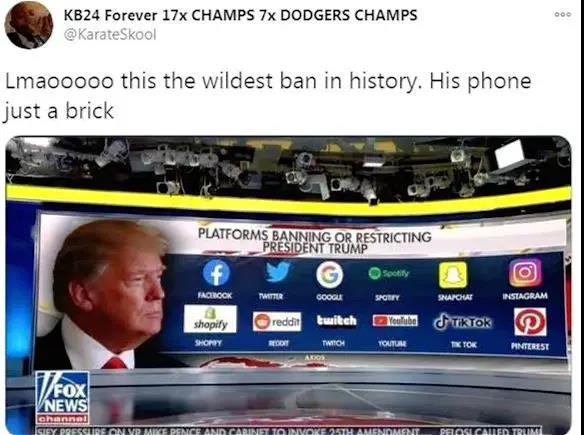 KB24 Forever 17x CHAMPS 7x DODGERS CHAMPS
@KarateSkool
Lmaooooo this the wildest ban in history. His phone
just a brick
PLATFORMS BANNING OR RESTRICTING
PRESIDENT TRUMP
Spotify
FACEBOOK TWITTER GOOGLE SPOTIFY SNAPCHAT INSTAGRAM
shopify reddit twitch YouTube TikTok
SHOPIFY REDDIT TWITCH YOUTUBE TIK TOK PINTEREST
AXIOS
FOX
NEWS
channel
PRESSURE ON VP MIKE PENCE AND CABINET TO INVOKE 25TH AMENDMENT PELOSI CALLED TRUMP